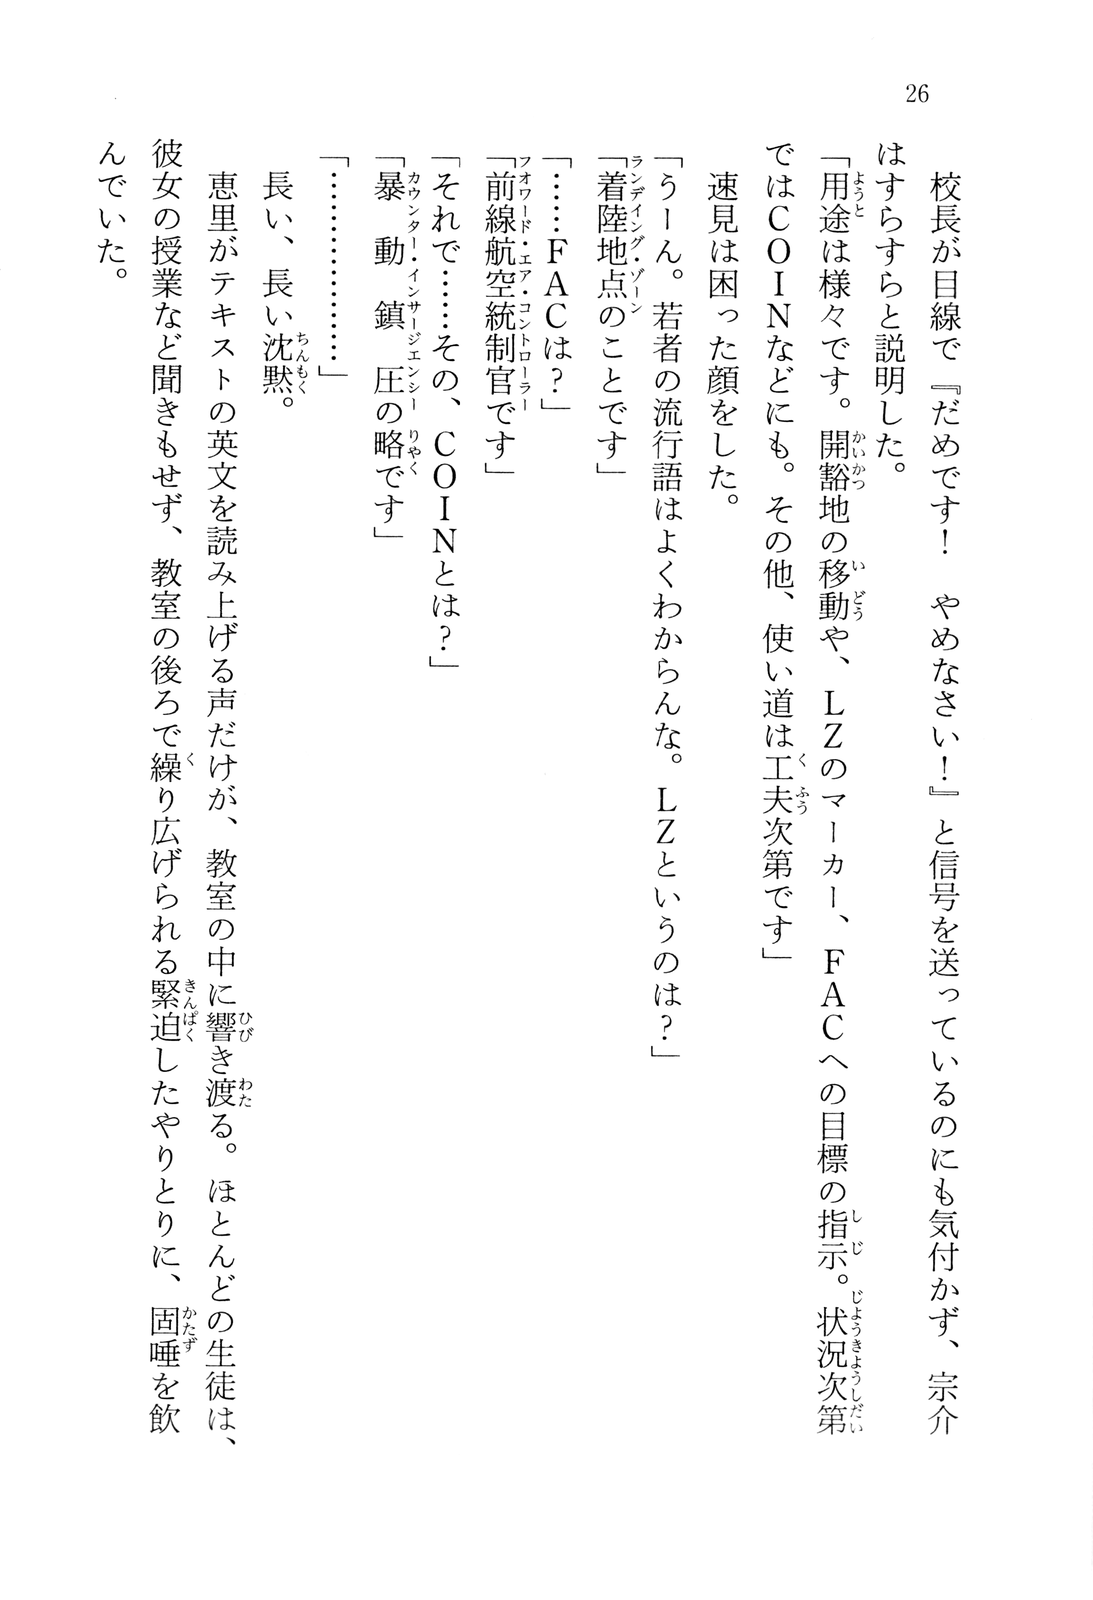 26
校長が目線で『だめです！　やめなさい！』と信号を送っているのにも気付かず、宗介
はすらすらと説明した。
「用途は様々です。開豁地の移動や、ＬＺのマーカー、ＦＡＣへの目標の指示。状況次第
ではＣＯＩＮなどにも。その他、使い道は工夫次第です」
速見は困った顔をした。
「うーん。若者の流行語はよくわからんな。ＬＺというのは？」
「着陸地点のことです」
「……ＦＡＣは？」
「前線航空統制官です」
「それで……その、ＣＯＩＮとは？」
「暴動鎮圧の略です」
「………………」
長い、長い沈黙。
恵里がテキストの英文を読み上げる声だけが、教室の中に響き渡る。ほとんどの生徒は、
彼女の授業など聞きもせず、教室の後ろで繰り広げられる緊迫したやりとりに、固唾を飲
んでいた。